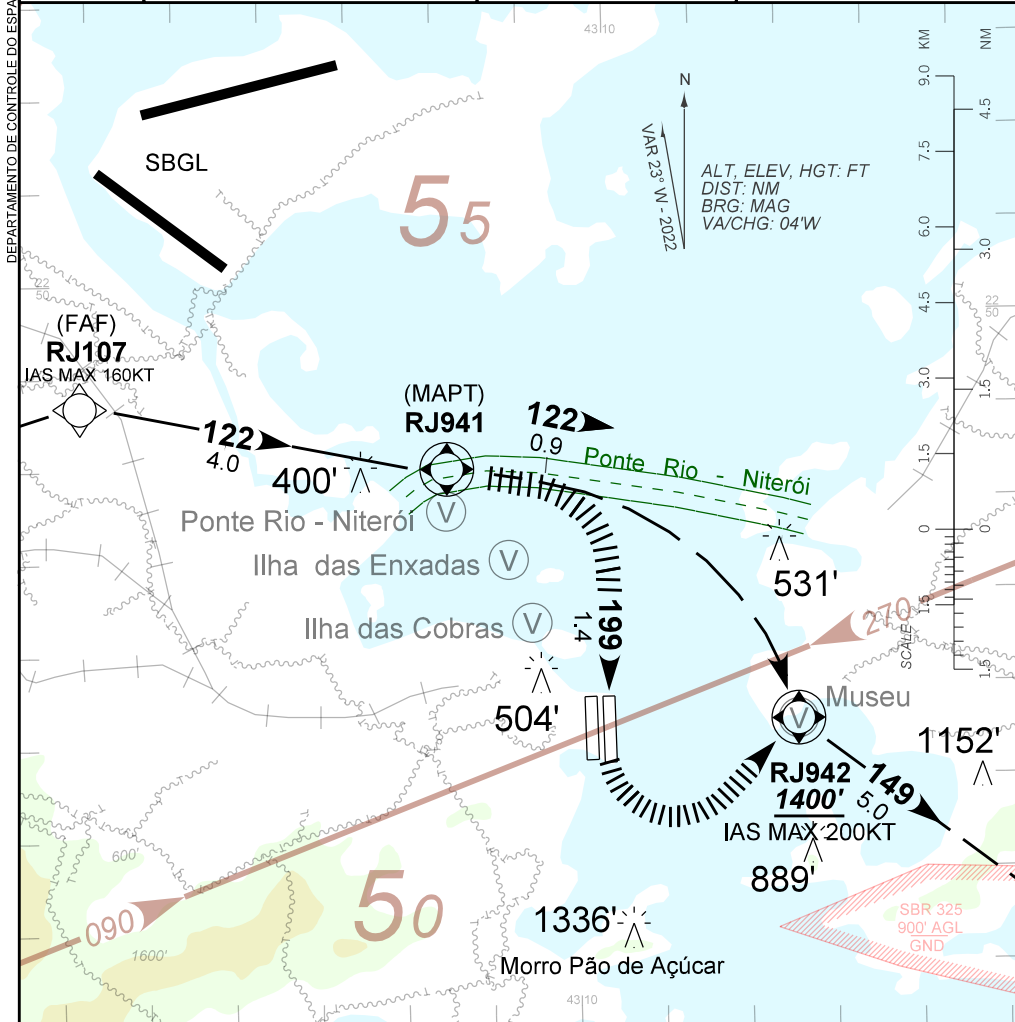 DEPARTAMENTO DE CONTROLE DO ESPA
43 10
KM
NM
9.0
4.5
7.5
6.0
3.0
4.5
3.0
1.5
1.5
0
0
1.5
1.5
SCALE
N
VAR 23° W - 2022
ALT, ELEV, HGT: FT
DIST: NM
BRG: MAG
VA/CHG: 04'W
SBGL
55
22
50
22
50
(FAF)
RJ107
IAS MAX 160KT
122
4.0
400'
(MAPT)
RJ941
122
0.9
Ponte Rio - Niterói
Ponte Rio - Niterói
V
Ilha das Enxadas
V
Ilha das Cobras
V
531'
199
1.4
270
504'
Museu
V
RJ942
1400'
IAS MAX 200KT
149
5.0
1152'
889'
600'
090
50
1600'
1336'
Morro Pão de Açúcar
SBR 325
900' AGL
GND
43 10